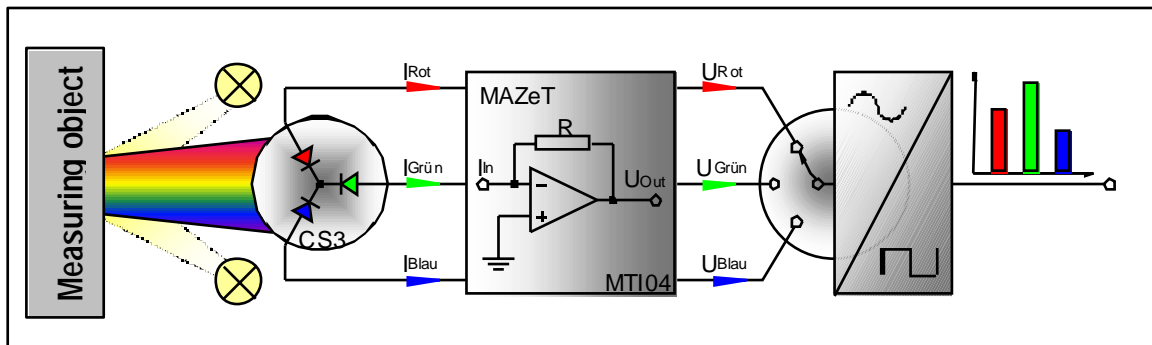 Measuring object
CS3
IRot
IGrün
IBlau
MAZeT
R
IIn
UOut
MTI04
URot
UGrün
UBlau